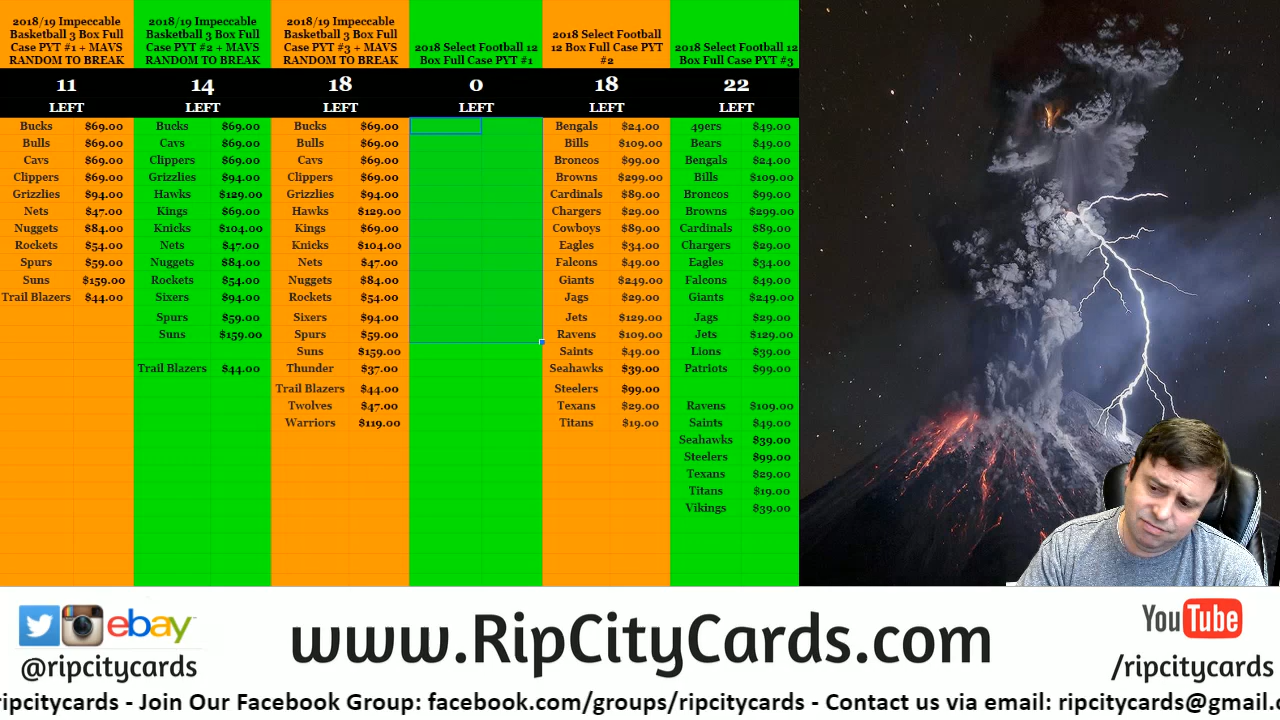 2018/19 Impeccable
Basketball 3 Box Full
Case PYT #1 + MAVS
RANDOM TO BREAK
11
LEFT
Bucks $69.00
Bulls $69.00
Cavs $69.00
Clippers $69.00
Grizzlies $94.00
Nets $47.00
Nuggets $84.00
Rockets $54.00
Spurs $59.00
Suns $159.00
Trail Blazers $44.00
2018/19 Impeccable
Basketball 3 Box Full
Case PYT #2 + MAVS
RANDOM TO BREAK
14
LEFT
Bucks $69.00
Cavs $69.00
Clippers $69.00
Grizzlies $94.00
Hawks $129.00
Kings $69.00
Knicks $104.00
Nets $47.00
Nuggets $84.00
Rockets $54.00
Sixers $94.00
Spurs $59.00
Suns $159.00
Trail Blazers $44.00
2018/19 Impeccable
Basketball 3 Box Full
Case PYT #3 + MAVS
RANDOM TO BREAK
18
LEFT
Bucks $69.00
Bulls $69.00
Cavs $69.00
Clippers $69.00
Grizzlies $94.00
Hawks $129.00
Kings $69.00
Knicks $104.00
Nets $47.00
Nuggets $84.00
Rockets $54.00
Sixers $94.00
Spurs $59.00
Suns $159.00
Thunder $37.00
Trail Blazers $44.00
Twolves $47.00
Warriors $119.00
2018 Select Football 12
Box Full Case PYT #1
0
LEFT
2018 Select Football
12 Box Full Case PYT
#2
18
LEFT
Bengals $24.00
Bills $109.00
Broncos $99.00
Browns $299.00
Cardinals $89.00
Chargers $29.00
Cowboys $89.00
Eagles $34.00
Falcons $49.00
Giants $249.00
Jags $29.00
Jets $129.00
Ravens $109.00
Saints $49.00
Seahawks $39.00
Steelers $99.00
Texans $29.00
Titans $19.00
2018 Select Football 12
Box Full Case PYT #3
22
LEFT
49ers $49.00
Bears $49.00
Bengals $24.00
Bills $109.00
Broncos $99.00
Browns $299.00
Cardinals $89.00
Chargers $29.00
Eagles $34.00
Falcons $49.00
Giants $249.00
Jags $29.00
Jets $129.00
Lions $39.00
Patriots $99.00
Ravens $109.00
Saints $49.00
Seahawks $39.00
Steelers $99.00
Texans $29.00
Titans $19.00
Vikings $39.00
ebay
@ripcitycards
www.RipCityCards.com
YouTube
/ripcitycards
ripcitycards - Join Our Facebook Group: facebook.com/groups/ripcitycards - Contact us via email: ripcitycards@gmail.c